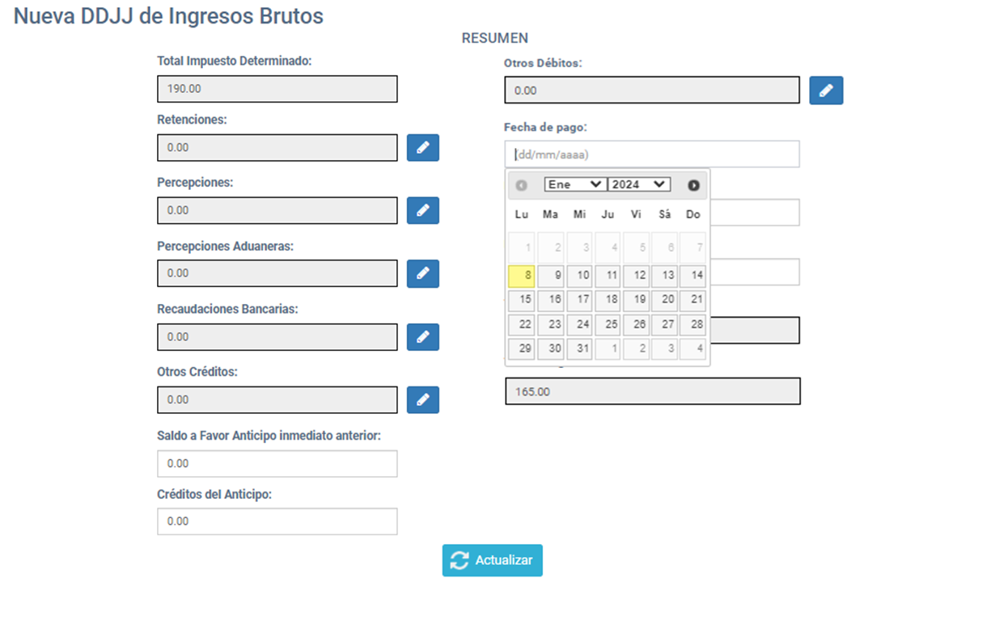 Nueva DDJJ de Ingresos Brutos
RESUMEN
Total Impuesto Determinado:
190.00
Retenciones:
0.00
Percepciones:
0.00
Percepciones Aduaneras:
0.00
Recaudaciones Bancarias:
0.00
Otros Créditos:
0.00
Saldo a Favor Anticipo inmediato anterior:
0.00
Créditos del Anticipo:
0.00
Otros Débitos:
0.00
Fecha de pago:
(dd/mm/aaaa)
Ene 2024
Lu Ma Mi Ju Vi Sá Do
1 2 3 4 5 6 7
8 9 10 11 12 13 14
15 16 17 18 19 20 21
22 23 24 25 26 27 28
29 30 31 1 2 3 4
165.00
Actualizar